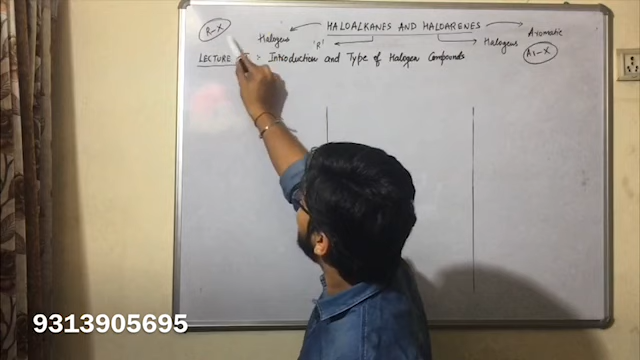 R-X
HALOALKANES AND HALOARENES
Halogens
'R'
Halogens
Aromatic
Ar-X
LECTURE :- Introduction and Type of Halogen Compounds
9313905695